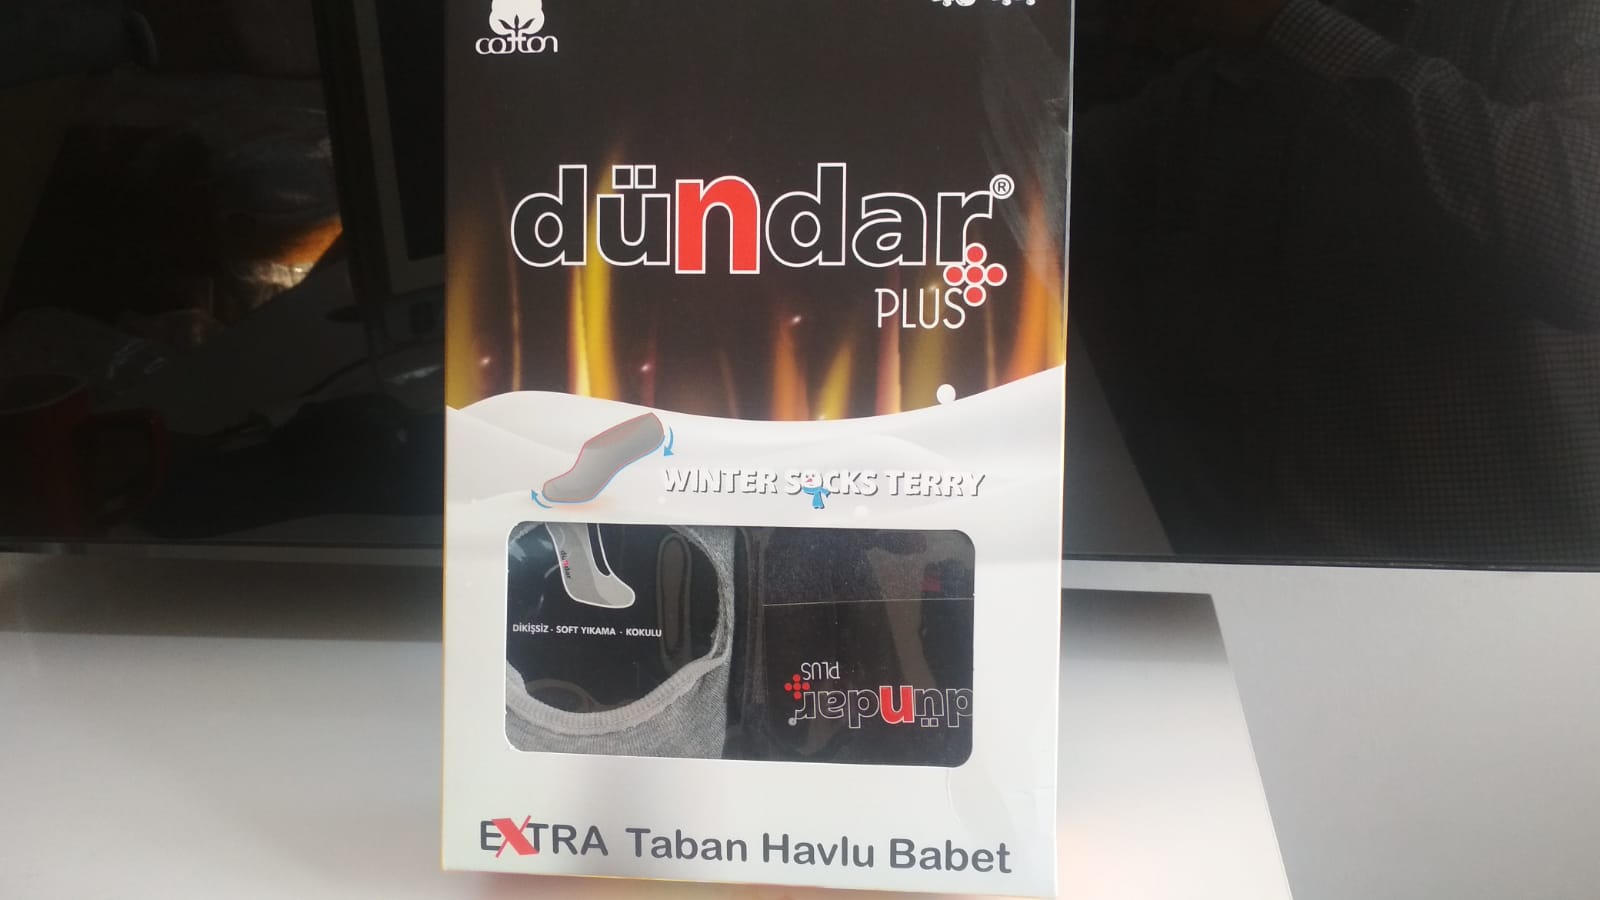 cotton
dündar®
PLUS
WINTER SOCKS TERRY
dündar
DİKİŞSİZ - SOFT YIKAMA - KOKULU
PLUS
dündar
EXTRA Taban Havlu Babet